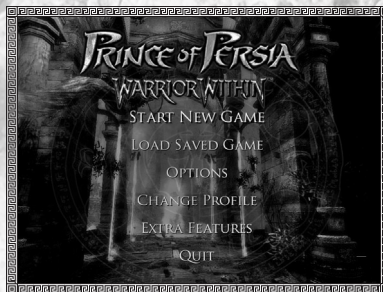 PRINCE OF PERSIA
WARRIOR WITHIN
START NEW GAME
LOAD SAVED GAME
OPTIONS
CHANGE PROFILE
EXTRA FEATURES
QUIT